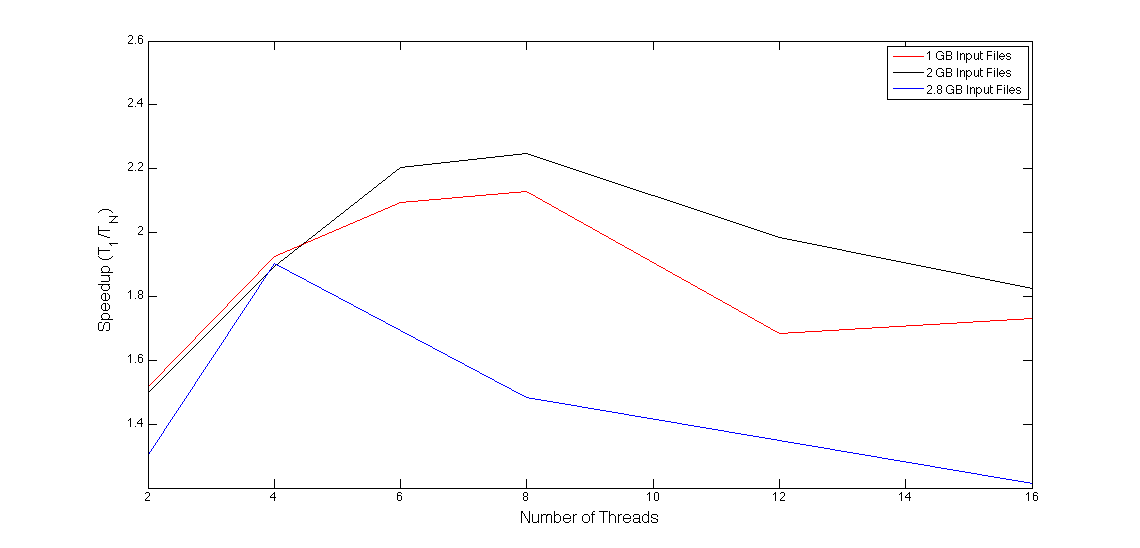 2.6
2.4
2.2
2
1.8
1.6
1.4
Speedup (T1/TN)
2 4 6 8 10 12 14 16
Number of Threads
1 GB Input Files
2 GB Input Files
2.8 GB Input Files